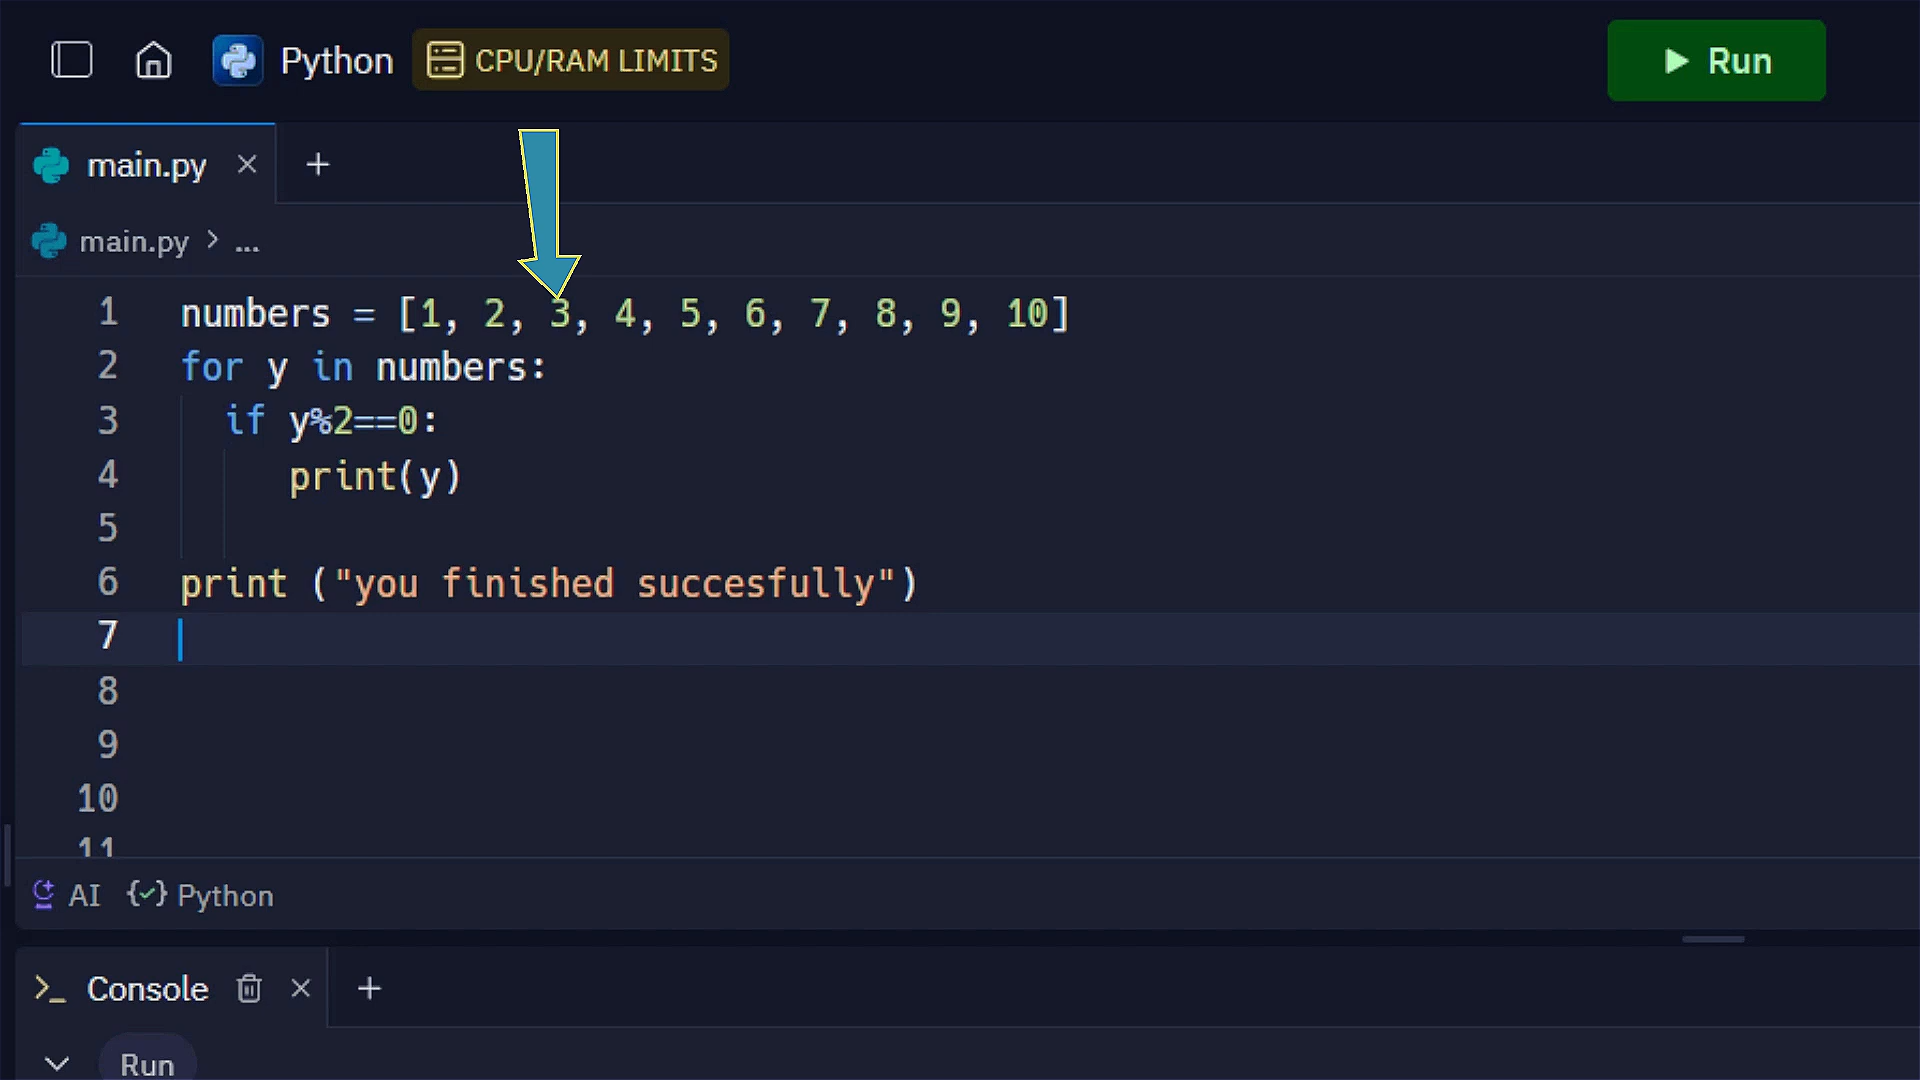 Python CPU/RAM LIMITS Run
main.py
main.py > ...
1 numbers = [1, 2, 3, 4, 5, 6, 7, 8, 9, 10]
2 for y in numbers:
3 if y%2==0:
4 print(y)
5
6 print ("you finished succesfully")
7
8
9
10
11
AI {✓} Python
>_ Console
Run